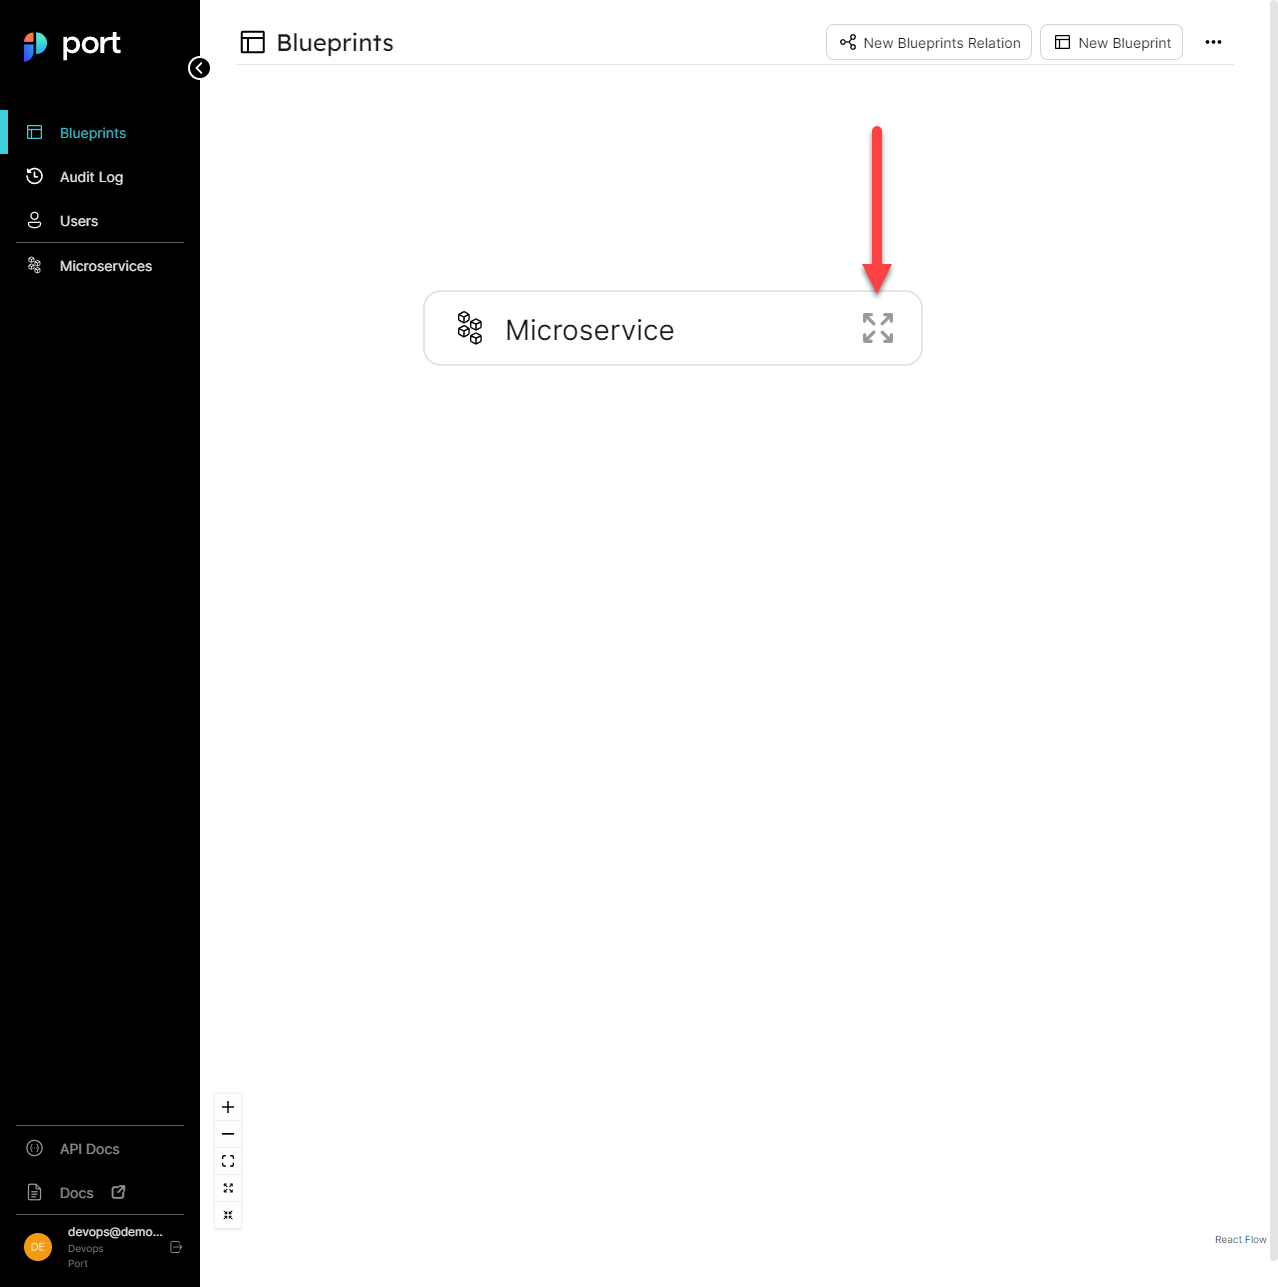 port
Blueprints
New Blueprints Relation
New Blueprint
Blueprints
Audit Log
Users
Microservices
Microservice
API Docs
Docs
devops@demo...
DE
Devops
Port
React Flow